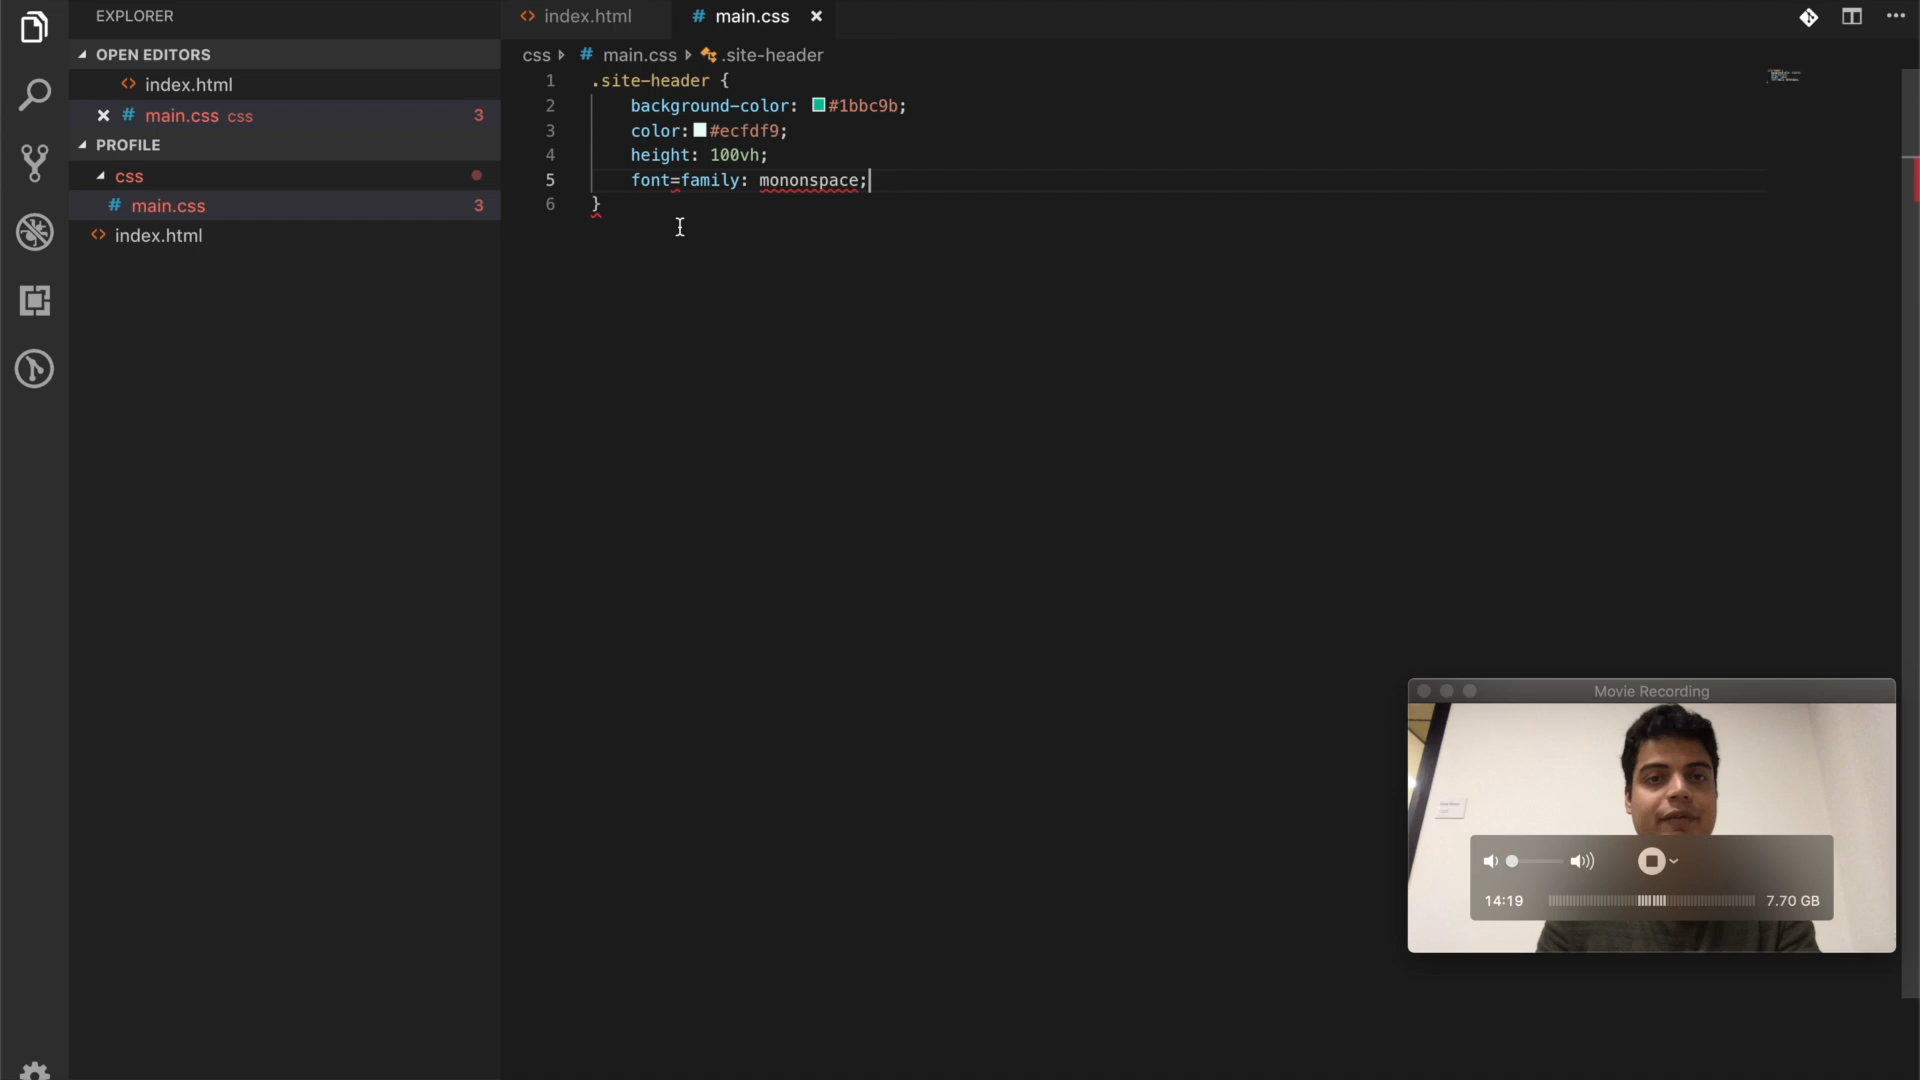 EXPLORER
OPEN EDITORS
index.html
main.css css 3
PROFILE
css
main.css 3
index.html
index.html
main.css
css main.css .site-header
1 .site-header {
2 background-color: #1bbc9b;
3 color: #ecfdf9;
4 height: 100vh;
5 font=family: mononspace;
6 }
Movie Recording
14:19 7.70 GB